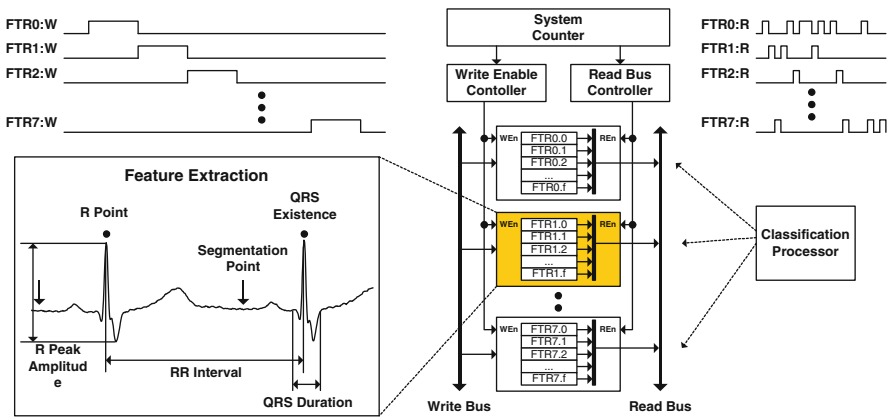 FTR0:W
FTR1:W
FTR2:W
FTR7:W
System
Counter
Write Enable
Contoller
Read Bus
Controller
FTR0:R
FTR1:R
FTR2:R
FTR7:R
WEn
FTR0.0
FTR0.1
FTR0.2
...
FTR0.f
REn
WEn
FTR1.0
FTR1.1
FTR1.2
...
FTR1.f
REn
WEn
FTR7.0
FTR7.1
FTR7.2
...
FTR7.f
REn
Write Bus
Read Bus
Classification
Processor
Feature Extraction
R Point
QRS
Existence
Segmentation
Point
R Peak
Amplitud
e
RR Interval
QRS Duration